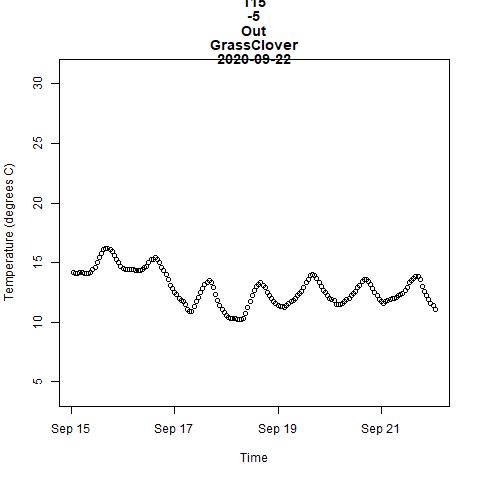 T15
-5
Out
GrassClover
2020-09-22
Temperature (degrees C)
30
25
20
15
10
5
Sep 15
Sep 17
Sep 19
Sep 21
Time